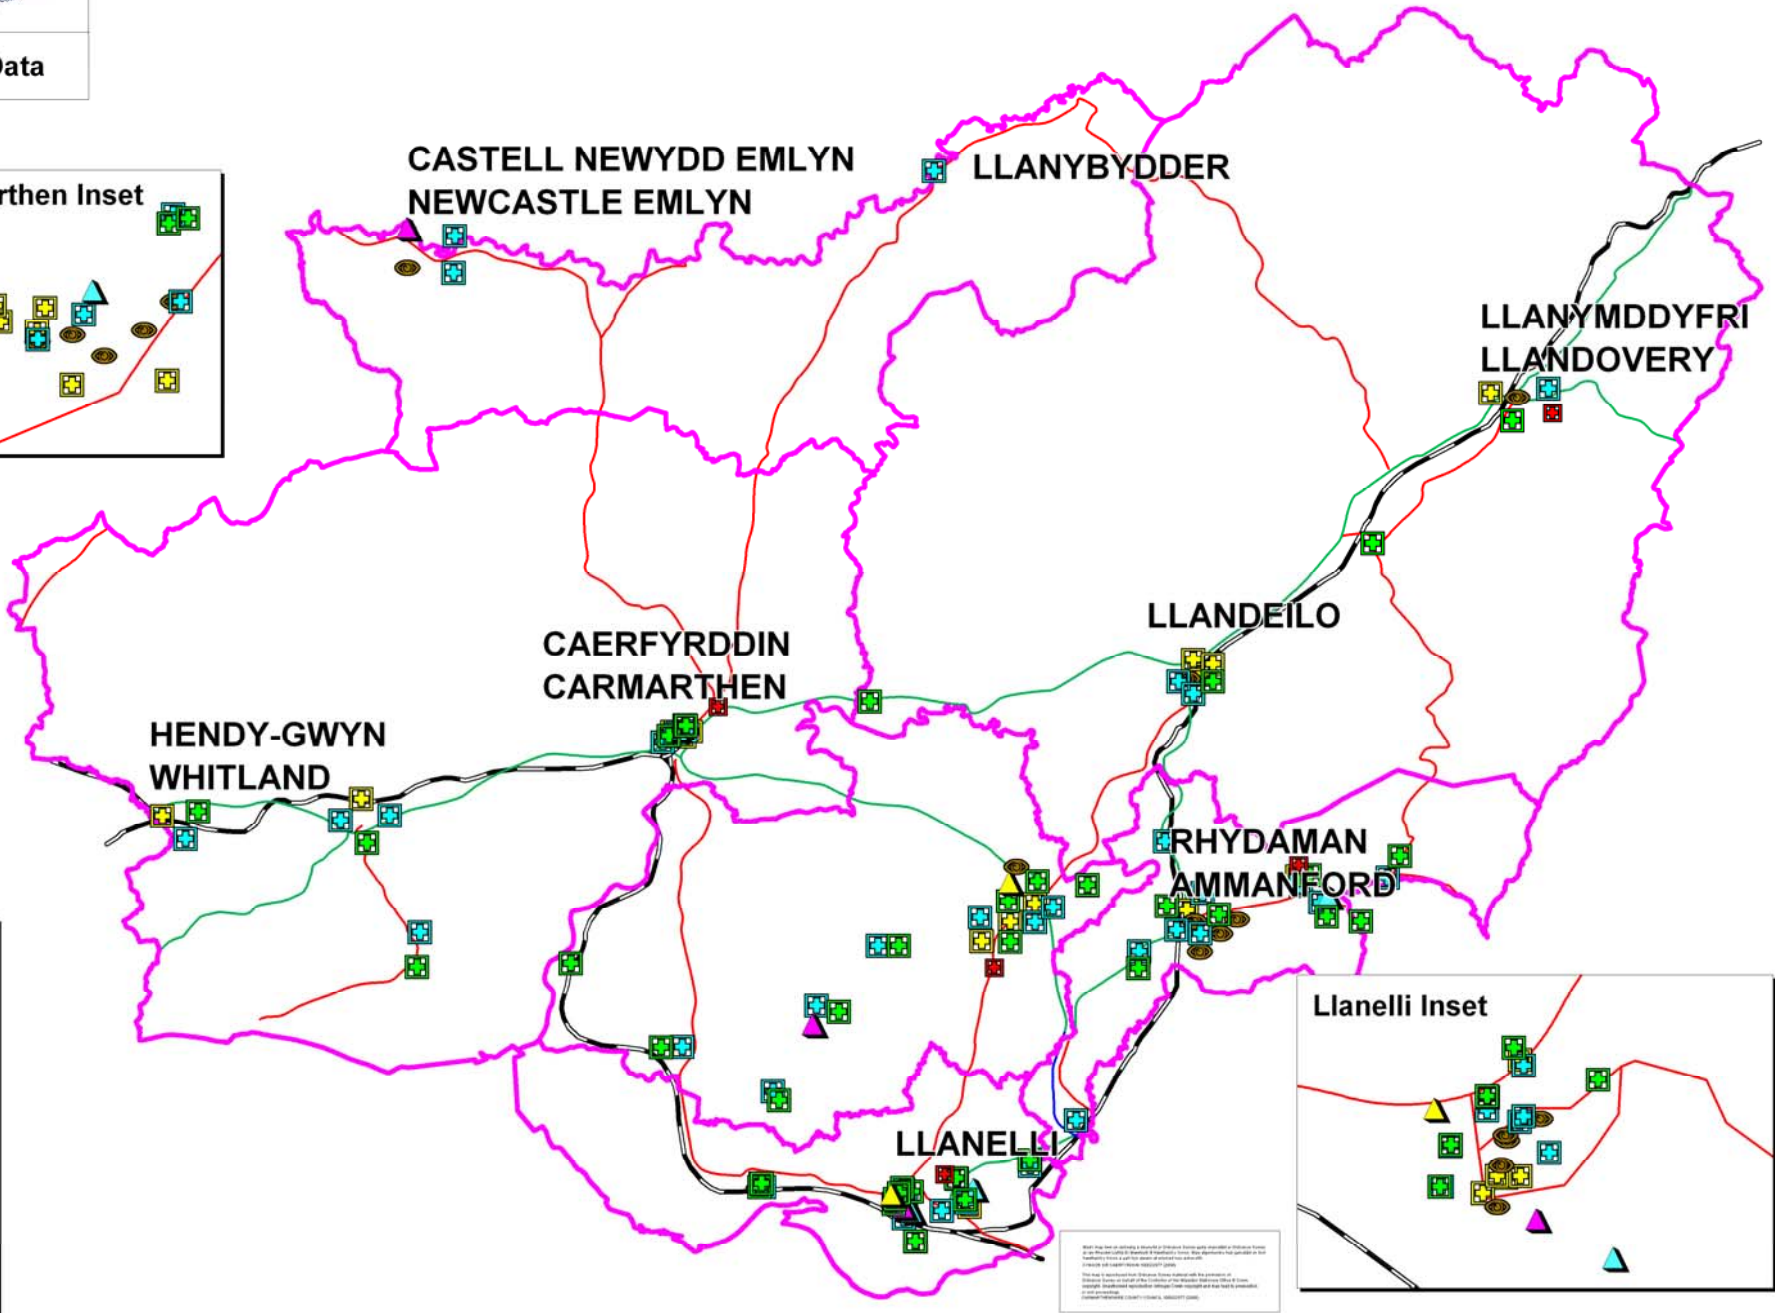 Data
rthen Inset
CASTELL NEWYDD EMLYN
NEWCASTLE EMLYN
LLANYBYDDER
LLANYMDDYFRI
LLANDOVERY
LLANDEILO
CAERFYRDDIN
CARMARTHEN
HENDY-GWYN
WHITLAND
RHYDAMAN
AMMANFORD
Llanelli Inset
LLANELLI